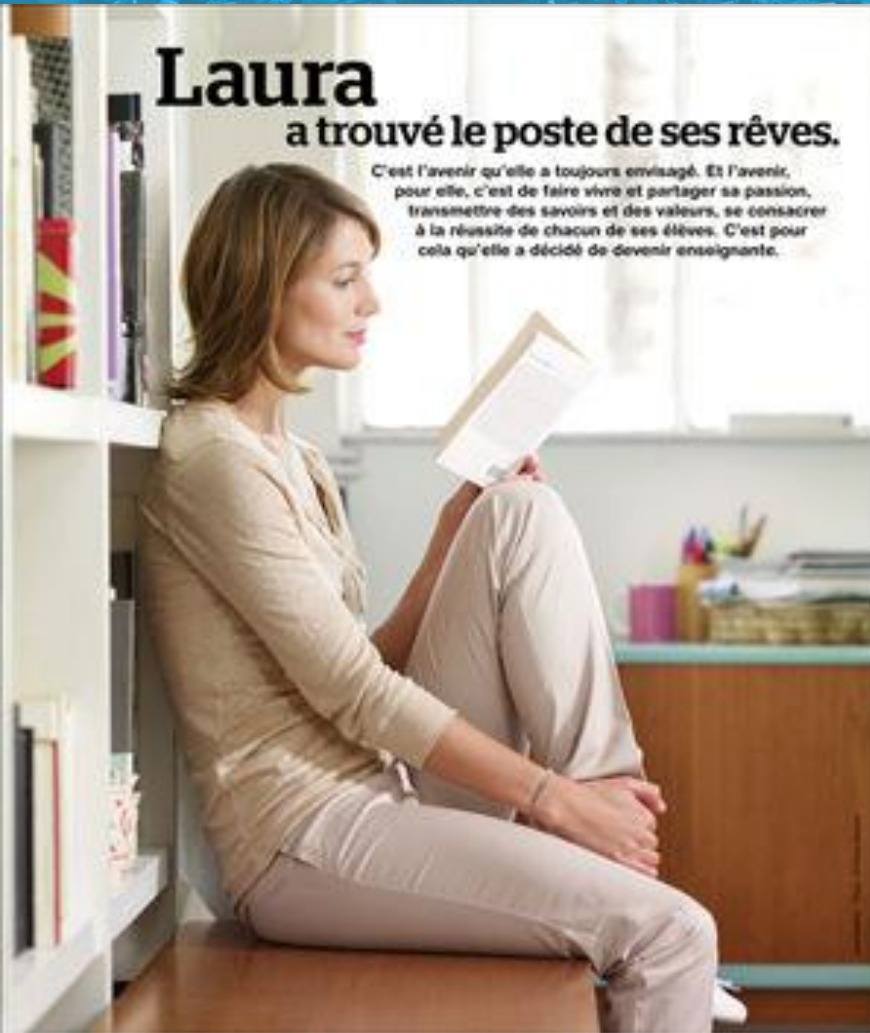 Laura
a trouvé le poste de ses rêves.
C'est l'avenir qu'elle a toujours envisagé. Et l'avenir,
pour elle, c'est de faire vivre et partager sa passion,
transmettre des savoirs et des valeurs, se consacrer
à la réussite de chacun de ses élèves. C'est pour
cela qu'elle a décidé de devenir enseignante.